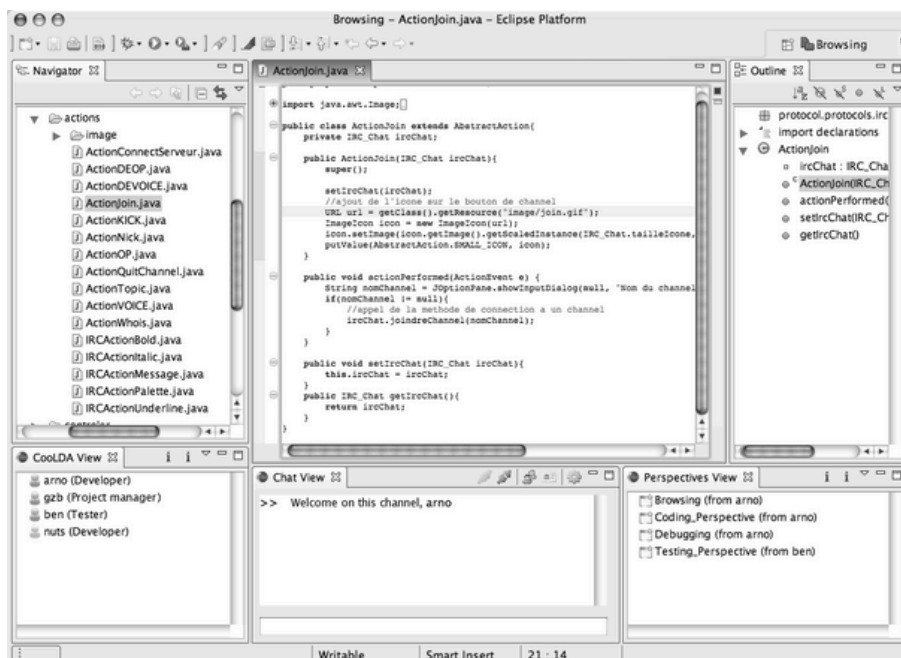 Browsing - ActionJoin.java - Eclipse Platform
Browsing
Navigator
actions
image
ActionConnectServeur.java
ActionDEOP.java
ActionDEVOICE.java
ActionJoin.java
ActionKICK.java
ActionNick.java
ActionOP.java
ActionQuitChannel.java
ActionTopic.java
ActionVOICE.java
ActionWhois.java
IRCActionBold.java
IRCActionItalic.java
IRCActionMessage.java
IRCActionPalette.java
IRCActionUnderline.java
ActionJoin.java
import java.awt.Image;
public class ActionJoin extends AbstractAction{
private IRC_Chat ircChat;
public ActionJoin(IRC_Chat ircChat){
super();
setIrcChat(ircChat);
//ajout de l'icone sur le bouton de channel
URL url = getClass().getResource("image/join.gif");
ImageIcon icon = new ImageIcon(url);
icon.setImage(icon.getImage().getScaledInstance(IRC_Chat.tailleIcone,
putValue(AbstractAction.SMALL_ICON, icon);
}
public void actionPerformed(ActionEvent e) {
String nomChannel = JOptionPane.showInputDialog(null, "Nom du channel
if(nomChannel != null){
//appel de la methode de connection a un channel
ircChat.joindreChannel(nomChannel);
}
}
public void setIrcChat(IRC_Chat ircChat){
this.ircChat = ircChat;
}
public IRC_Chat getIrcChat(){
return ircChat;
}
}
Outline
protocol.protocols.irc
import declarations
ActionJoin
ircChat : IRC_Cha
ActionJoin(IRC_Ch
actionPerformed(
setIrcChat(IRC_C
getIrcChat()
CooLDA View
arno (Developer)
gzb (Project manager)
ben (Tester)
nuts (Developer)
Chat View
>> Welcome on this channel, arno
Perspectives View
Browsing (from arno)
Coding_Perspective (from arno)
Debugging (from arno)
Testing_Perspective (from ben)
Writable Smart Insert 21 : 14